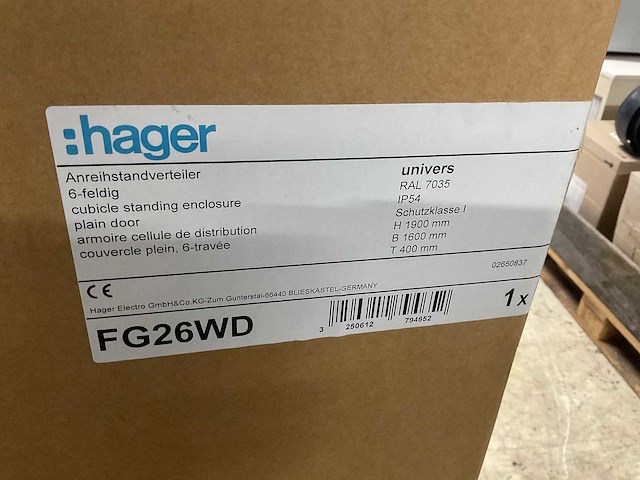 :hager
Anreihstandverteiler
6-feldig
cubicle standing enclosure
plain door
armoire cellule de distribution
couvercle plein, 6-travée
univers
RAL 7035
IP54
Schutzklasse I
H 1900 mm
B 1600 mm
T 400 mm
02650837
CE
Hager Electro GmbH&Co.KG-Zum Gunterstal-66440 BLIESKASTEL-GERMANY
FG26WD
3 250612 794652
1 x